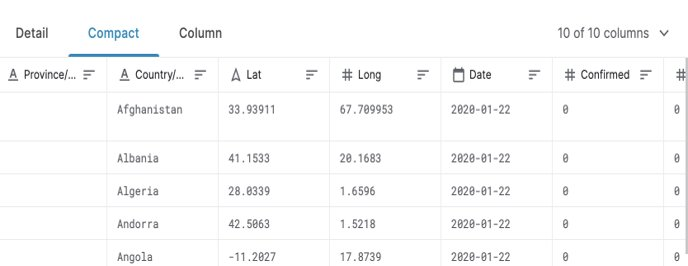 Detail Compact Column 10 of 10 columns
Province/... Country/... Lat Long Date Confirmed
Afghanistan 33.93911 67.709953 2020-01-22 0 0
Albania 41.1533 20.1683 2020-01-22 0 0
Algeria 28.0339 1.6596 2020-01-22 0 0
Andorra 42.5063 1.5218 2020-01-22 0 0
Angola -11.2027 17.8739 2020-01-22 0 0